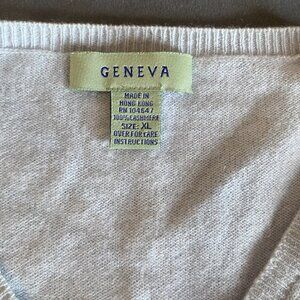 GENEVA
MADE IN
HONG KONG
RN 104647
100% CASHMERE
SIZE: XL
OVER FOR CARE
INSTRUCTIONS